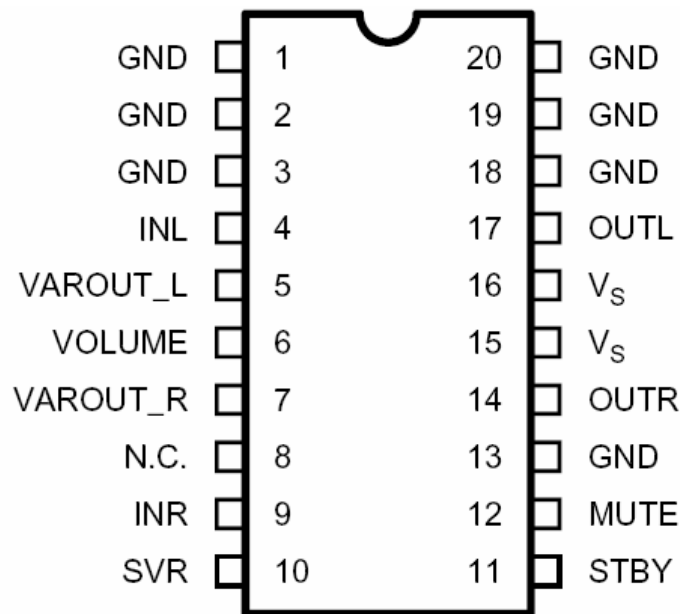 GND 1 20 GND
GND 2 19 GND
GND 3 18 GND
INL 4 17 OUTL
VAROUT_L 5 16 VS
VOLUME 6 15 VS
VAROUT_R 7 14 OUTR
N.C. 8 13 GND
INR 9 12 MUTE
SVR 10 11 STBY